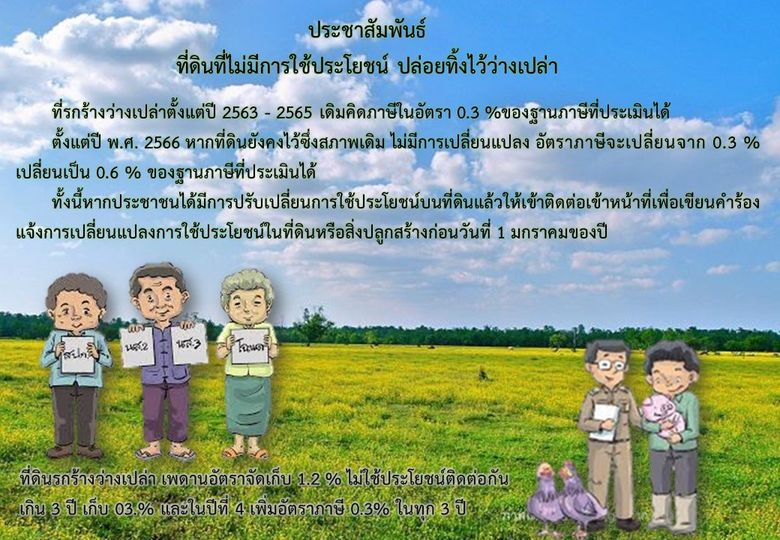 ประชาสัมพันธ์
ที่ดินที่ไม่มีการใช้ประโยชน์ ปล่อยทิ้งไว้ว่างเปล่า
ที่รกร้างว่างเปล่าตั้งแต่ปี 2563 - 2565 เดิมคิดภาษีในอัตรา 0.3 %ของฐานภาษีที่ประเมินได้
ตั้งแต่ปี พ.ศ. 2566 หากที่ดินยังคงไว้ซึ่งสภาพเดิม ไม่มีการเปลี่ยนแปลง อัตราภาษีจะเปลี่ยนจาก 0.3 %
เปลี่ยนเป็น 0.6 % ของฐานภาษีที่ประเมินได้
ทั้งนี้หากประชาชนได้มีการปรับเปลี่ยนการใช้ประโยชน์บนที่ดินแล้วให้เข้าติดต่อเจ้าหน้าที่เพื่อเขียนคำร้อง
แจ้งการเปลี่ยนแปลงการใช้ประโยชน์ในที่ดินหรือสิ่งปลูกสร้างก่อนวันที่ 1 มกราคมของปี
ส.ป.ก. นส.2 นส.3 โฉนด
ที่ดินรกร้างว่างเปล่า เพดานอัตราจัดเก็บ 1.2 % ไม่ใช้ประโยชน์ติดต่อกัน
เกิน 3 ปี เก็บ 03.% และในปีที่ 4 เพิ่มอัตราภาษี 0.3% ในทุก 3 ปี